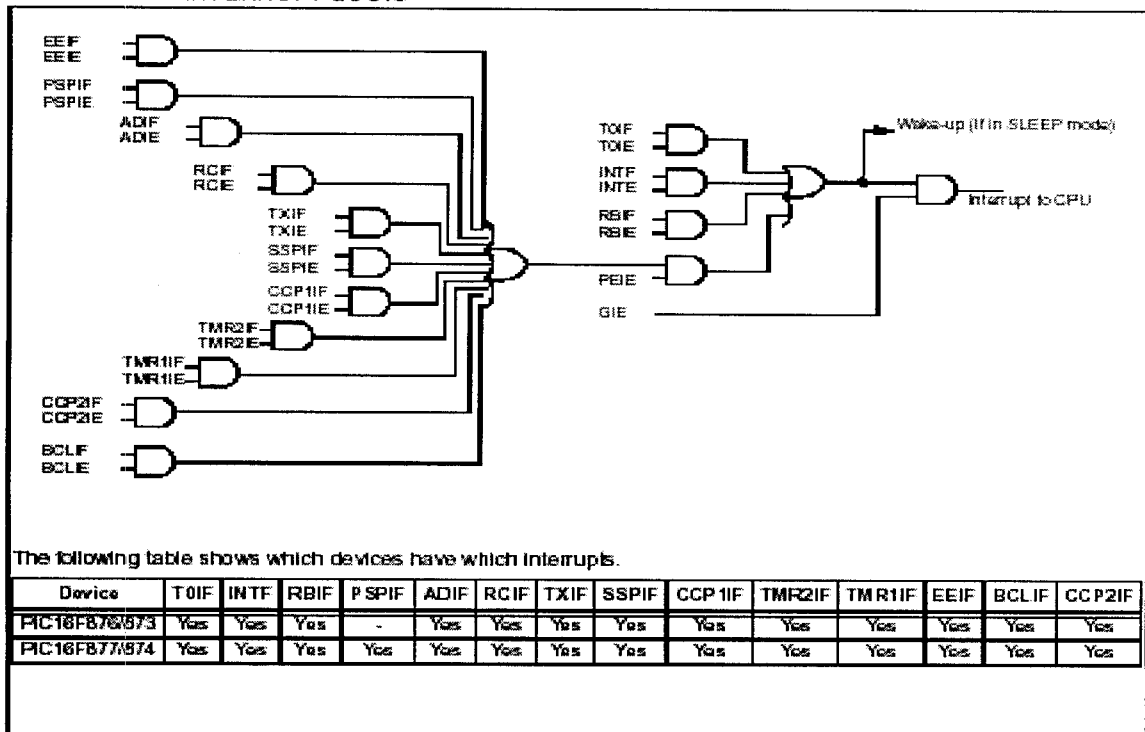 EEIF
EEIE
PSPIF
PSPIE
ADIF
ADIE
RCIF
RCIE
TXIF
TXIE
SSPIF
SSPIE
CCP1IF
CCP1IE
TMR2IF
TMR2IE
TMR1IF
TMR1IE
CCP2IF
CCP2IE
BCLIF
BCLIE
TOIF
TOIE
INTF
INTE
RBIF
RBIE
PEIE
GIE
Wake-up (If in SLEEP mode)
Interrupt to CPU
The following table shows which devices have which interrupts.
Device T0IF INTF RBIF PSPIF ADIF RCIF TXIF SSPIF CCP1IF TMR2IF TMR1IF EEIF BCLIF CCP2IF
PIC16F876/873 Yes Yes Yes - Yes Yes Yes Yes Yes Yes Yes Yes Yes Yes
PIC16F877/874 Yes Yes Yes Yes Yes Yes Yes Yes Yes Yes Yes Yes Yes Yes